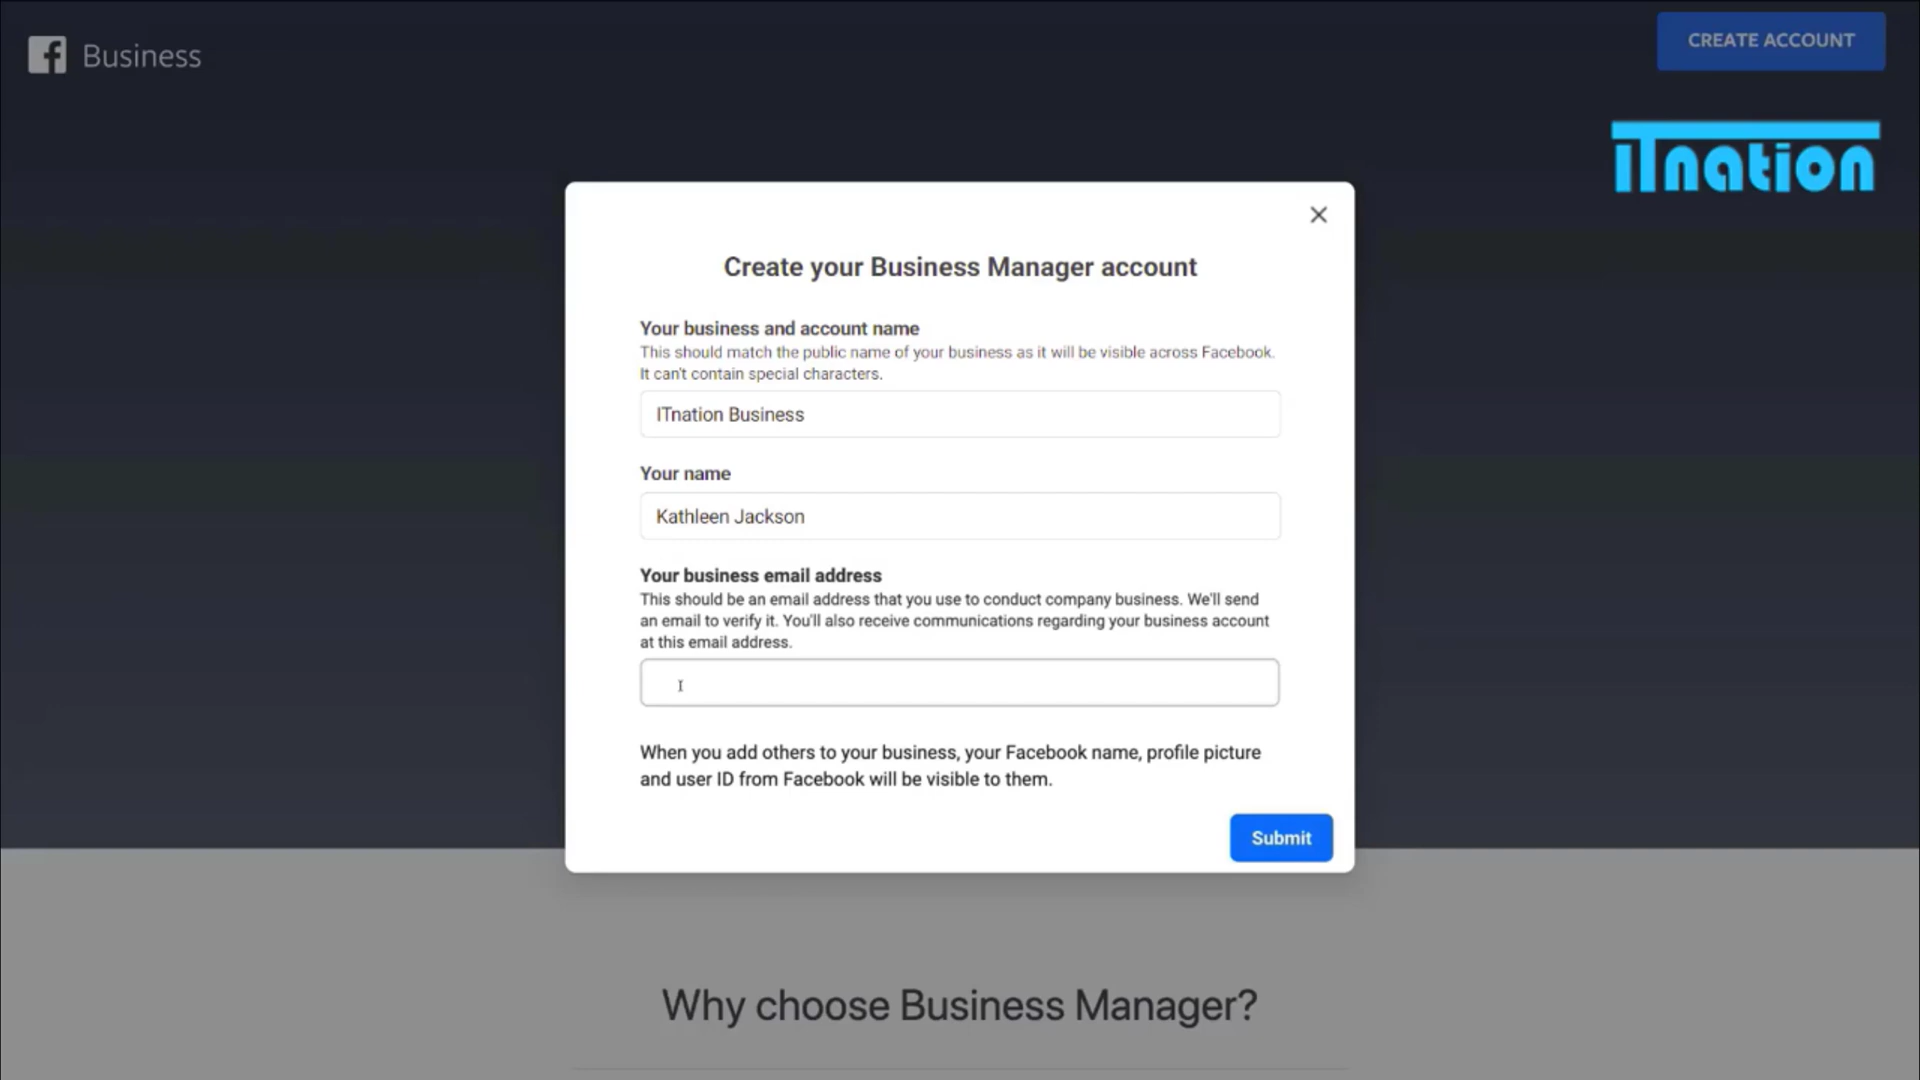 Business
CREATE ACCOUNT
ITnation
Create your Business Manager account
Your business and account name
This should match the public name of your business as it will be visible across Facebook.
It can't contain special characters.
ITnation Business
Your name
Kathleen Jackson
Your business email address
This should be an email address that you use to conduct company business. We'll send
an email to verify it. You'll also receive communications regarding your business account
at this email address.
When you add others to your business, your Facebook name, profile picture
and user ID from Facebook will be visible to them.
Submit
Why choose Business Manager?